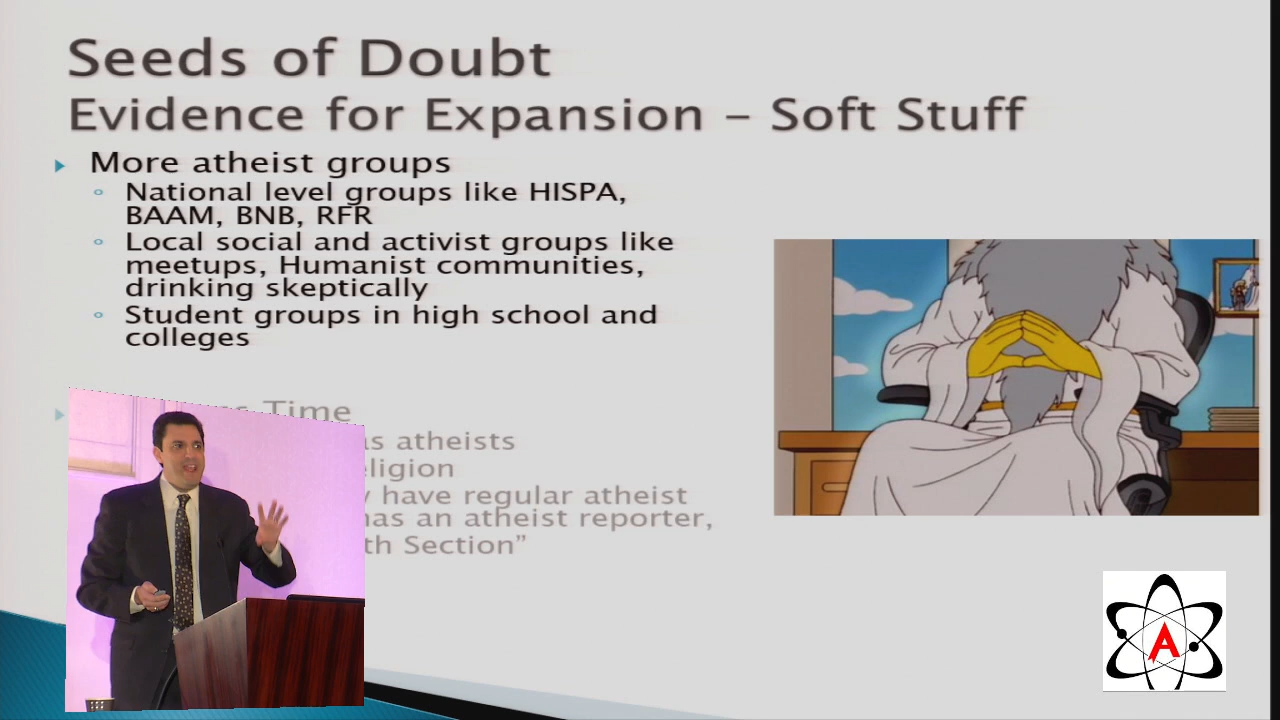 Seeds of Doubt
Evidence for Expansion – Soft Stuff
More atheist groups
National level groups like HISPA,
BAAM, BNB, RFR
Local social and activist groups like
meetups, Humanist communities,
drinking skeptically
Student groups in high school and
colleges
Time
as atheists
have regular atheist
has an atheist reporter,
Section”
A